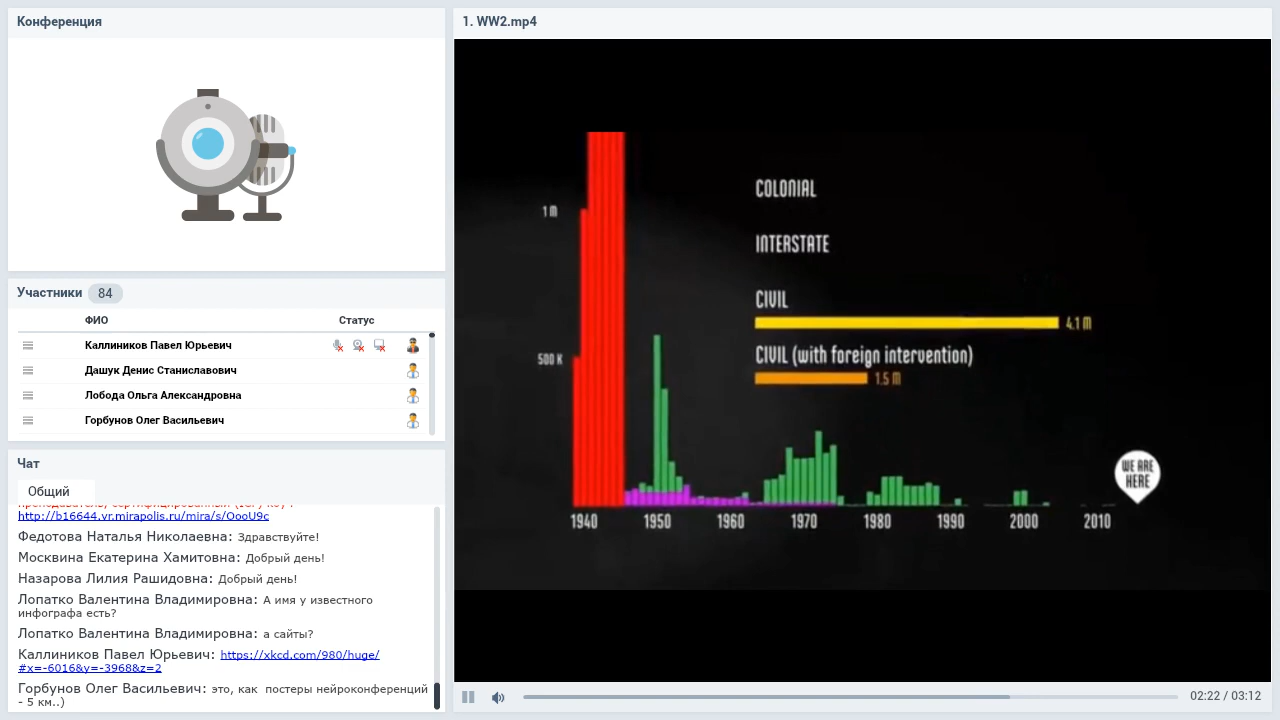 Конференция
Участники 84
ФИО Статус
Каллиников Павел Юрьевич
Дашук Денис Станиславович
Лобода Ольга Александровна
Горбунов Олег Васильевич
Чат
Общий
http://b16644.vr.mirapolis.ru/mira/s/OooU9c
Федотова Наталья Николаевна: Здравствуйте!
Москвина Екатерина Хамитовна: Добрый день!
Назарова Лилия Рашидовна: Добрый день!
Лопатко Валентина Владимировна: А имя у известного
инфографа есть?
Лопатко Валентина Владимировна: а сайты?
Каллиников Павел Юрьевич: https://xkcd.com/980/huge/
#x=-6016&y=-3968&z=2
Горбунов Олег Васильевич: это, как постеры нейроконференций
- 5 км..)
1. WW2.mp4
COLONIAL
1 M
INTERSTATE
CIVIL
4.1 M
CIVIL (with foreign intervention)
500 K
1.5 M
WE ARE
HERE
1940 1950 1960 1970 1980 1990 2000 2010
02:22 / 03:12